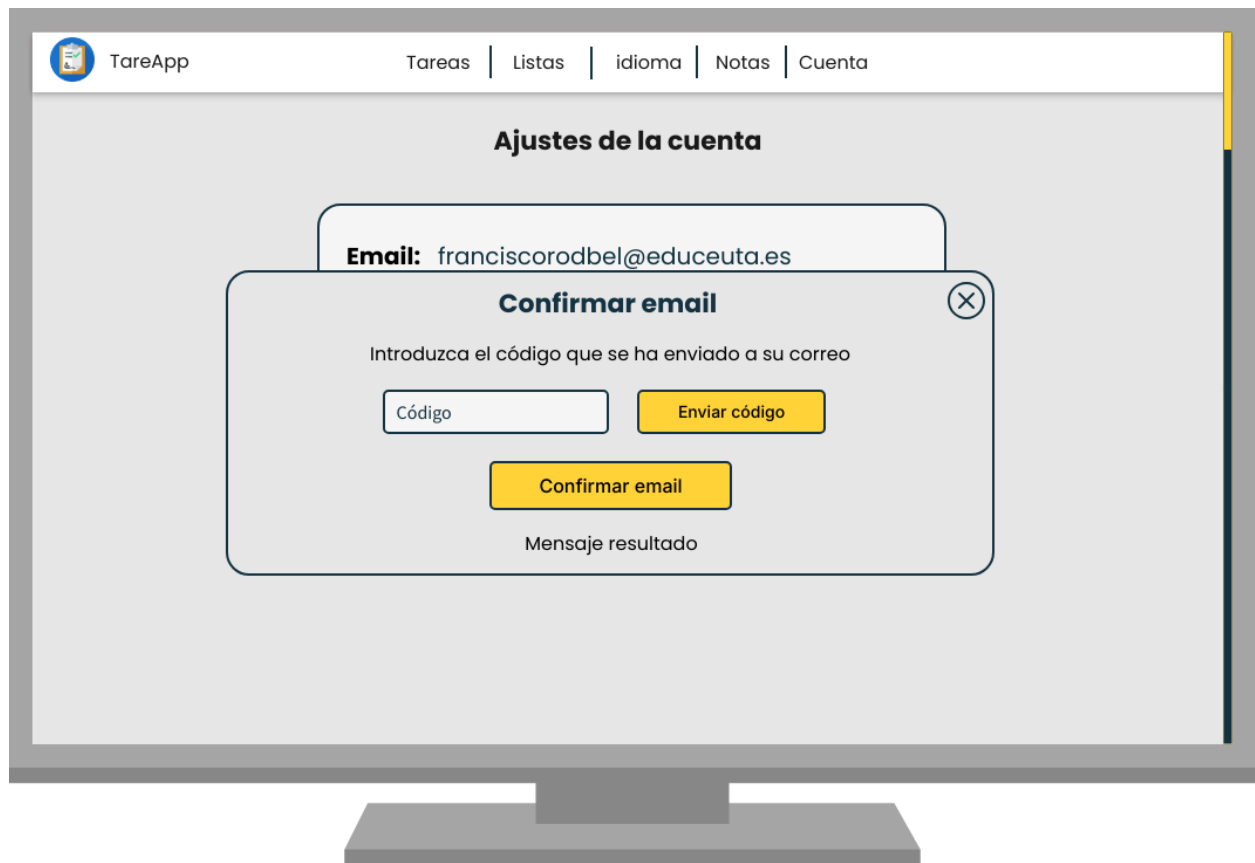 TareApp
Tareas Listas idioma Notas Cuenta
Ajustes de la cuenta
Email: franciscorodbel@educeuta.es
Confirmar email
Introduzca el código que se ha enviado a su correo
Código Enviar código
Confirmar email
Mensaje resultado